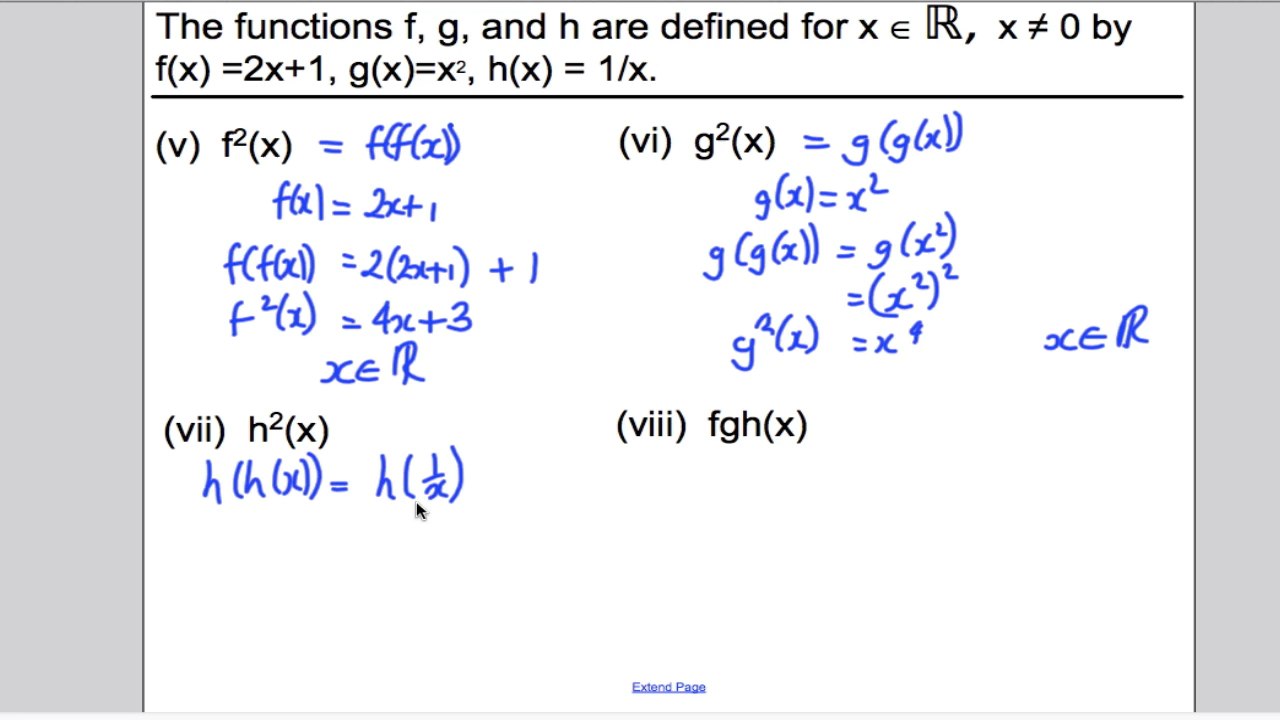 The functions f, g, and h are defined for x ∈ ℝ, x ≠ 0 by
f(x) =2x+1, g(x)=x², h(x) = 1/x.
(v) f²(x) = f(f(x))
f(x) = 2x+1
f(f(x)) = 2(2x+1) + 1
f²(x) = 4x+3
x∈ ℝ
(vi) g²(x) = g(g(x))
g(x) = x²
g(g(x)) = g(x²)
=(x²)²
g²(x) = x⁴ x∈ ℝ
(vii) h²(x)
h(h(x)) = h(1/x)
(viii) fgh(x)
Extend Page